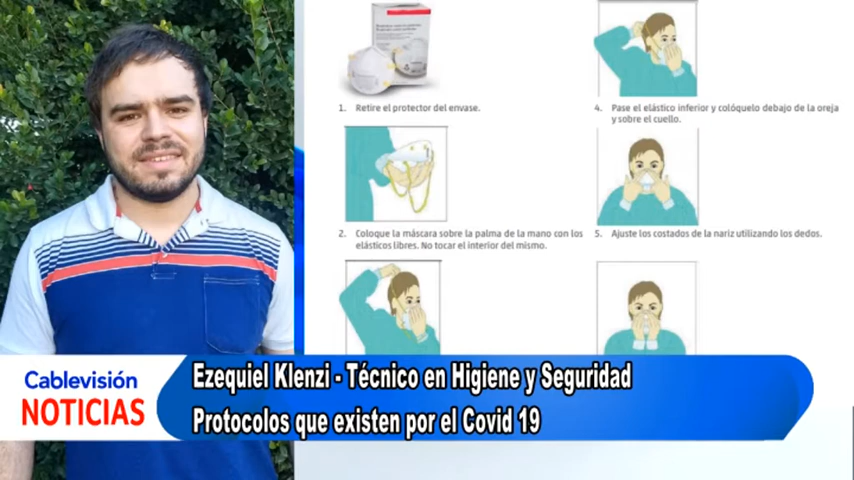 1. Retire el protector del envase.
2. Coloque la máscara sobre la palma de la mano con los
elásticos libres. No tocar el interior del mismo.
4. Pase el elástico inferior y colóquelo debajo de la oreja
y sobre el cuello.
5. Ajuste los costados de la nariz utilizando los dedos.
Cablevisión
NOTICIAS
Ezequiel Klenzi - Técnico en Higiene y Seguridad
Protocolos que existen por el Covid 19